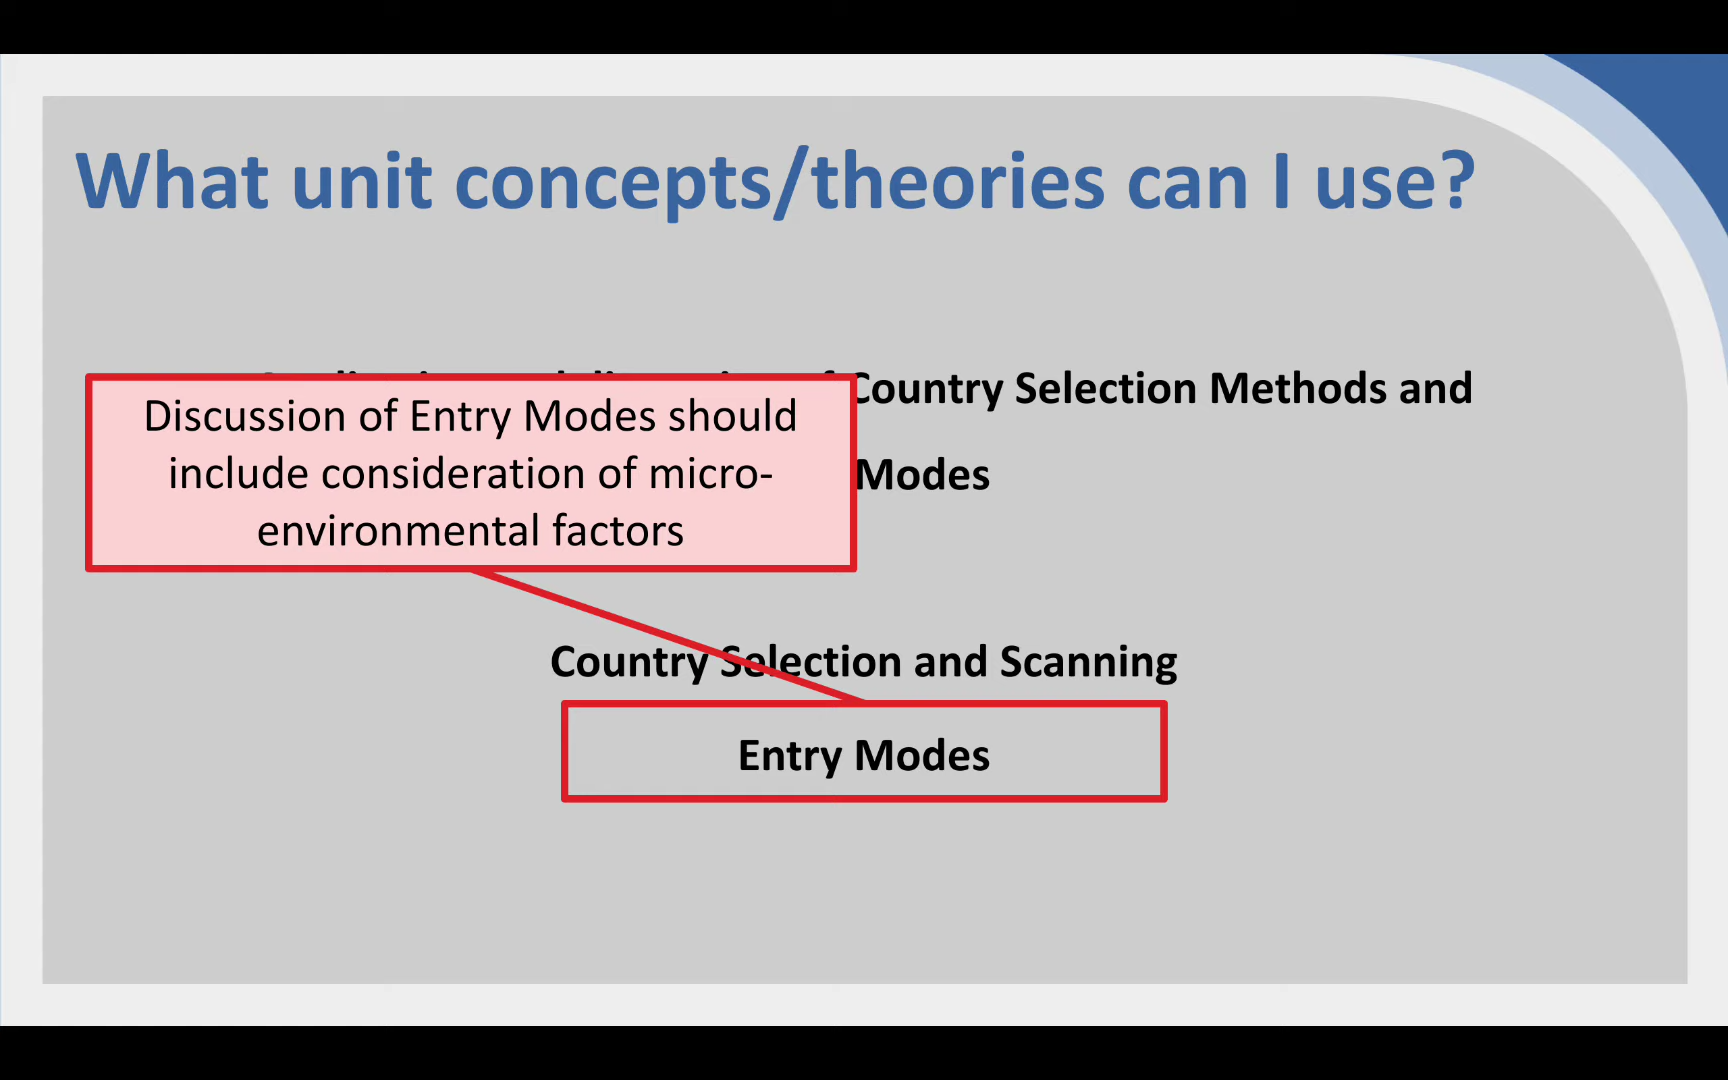 What unit concepts/theories can I use?
Country Selection Methods and
Modes
Discussion of Entry Modes should
include consideration of micro-
environmental factors
Country Selection and Scanning
Entry Modes